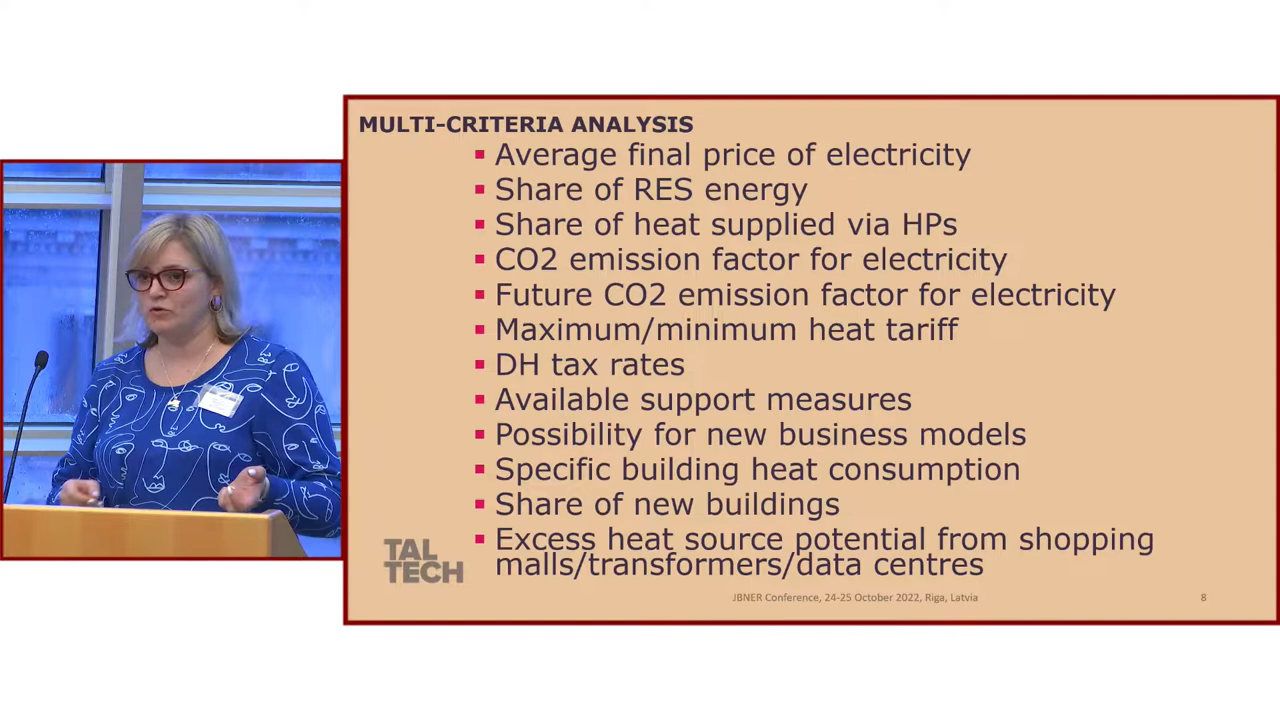 MULTI-CRITERIA ANALYSIS
▪ Average final price of electricity
▪ Share of RES energy
▪ Share of heat supplied via HPs
▪ CO2 emission factor for electricity
▪ Future CO2 emission factor for electricity
▪ Maximum/minimum heat tariff
▪ DH tax rates
▪ Available support measures
▪ Possibility for new business models
▪ Specific building heat consumption
▪ Share of new buildings
▪ Excess heat source potential from shopping
malls/transformers/data centres
TAL
TECH
JBNER Conference, 24-25 October 2022, Riga, Latvia
8